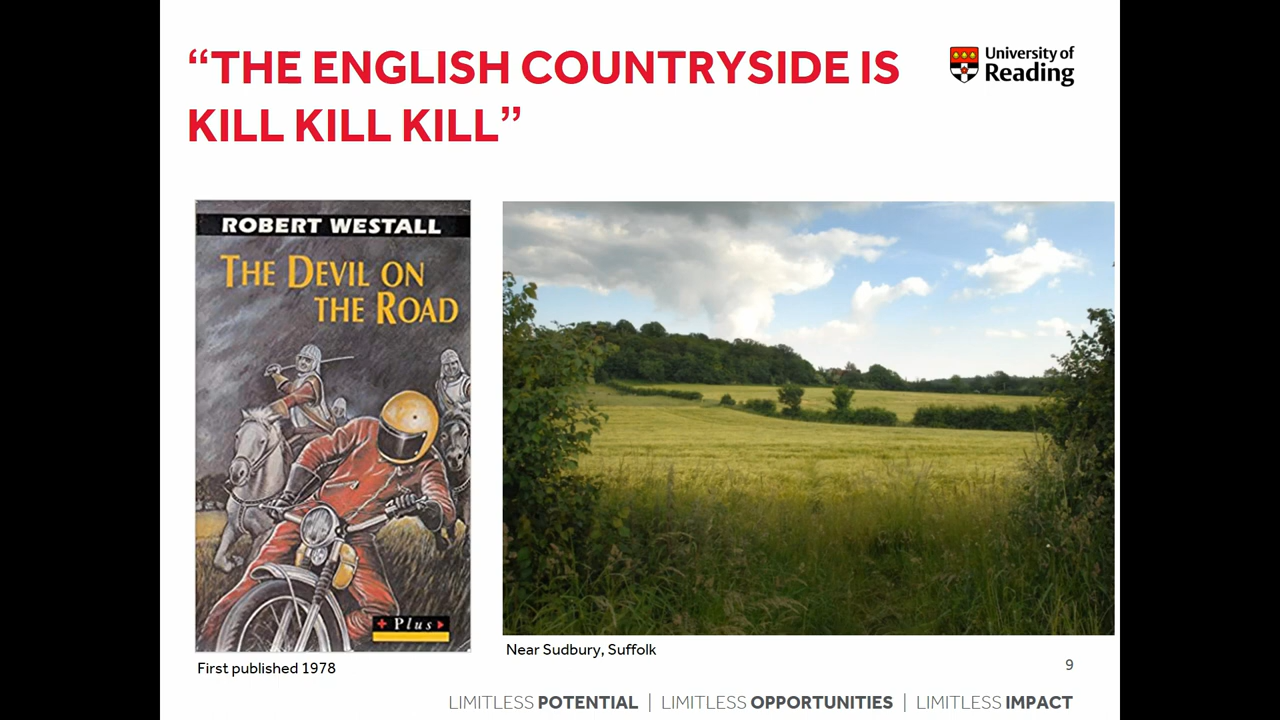 “THE ENGLISH COUNTRYSIDE IS
KILL KILL KILL”
University of
Reading
ROBERT WESTALL
THE DEVIL ON
THE ROAD
Plus
First published 1978
Near Sudbury, Suffolk
9
LIMITLESS POTENTIAL | LIMITLESS OPPORTUNITIES | LIMITLESS IMPACT